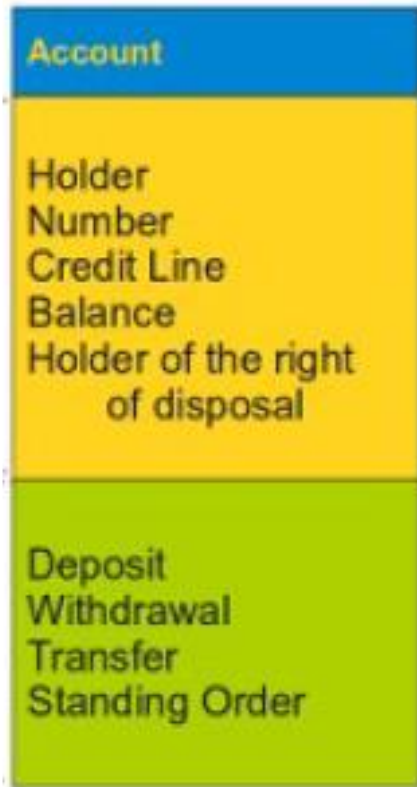 Account
Holder
Number
Credit Line
Balance
Holder of the right
of disposal
Deposit
Withdrawal
Transfer
Standing Order